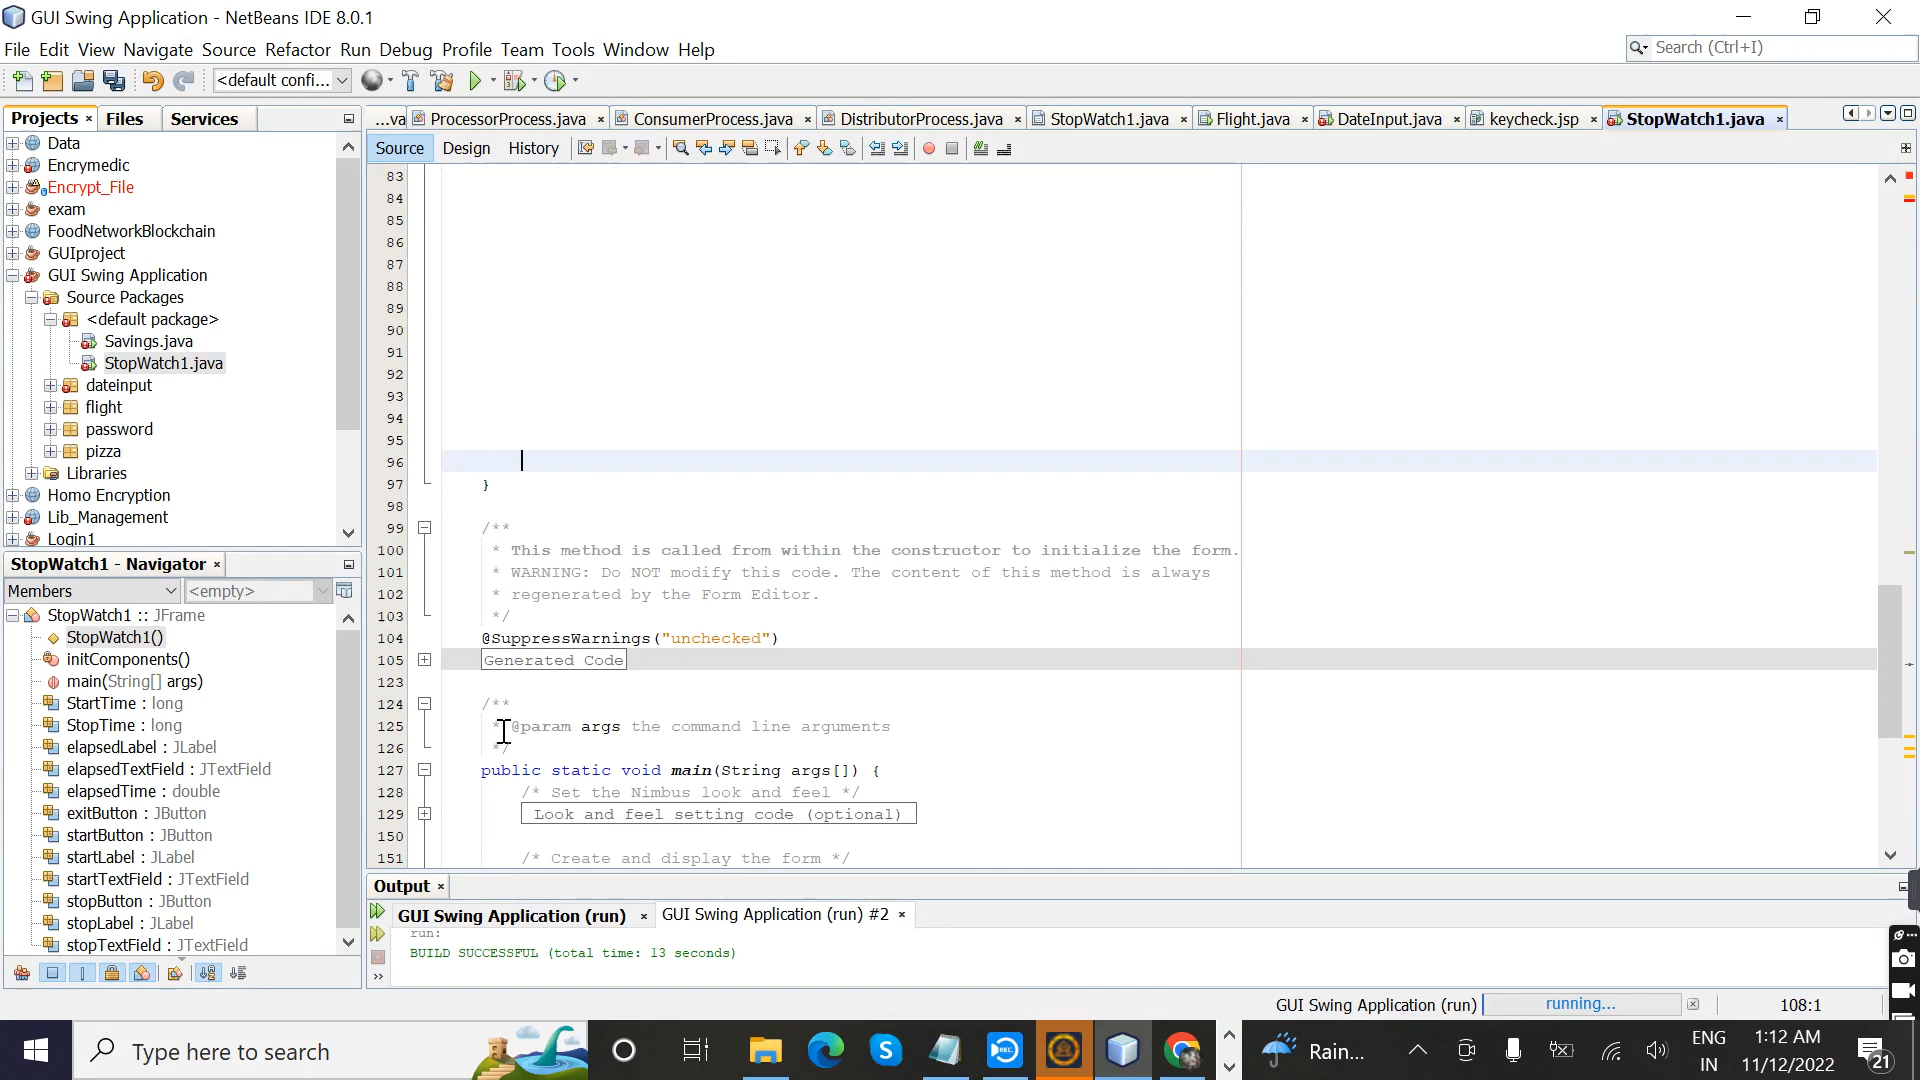 GUI Swing Application - NetBeans IDE 8.0.1
File Edit View Navigate Source Refactor Run Debug Profile Team Tools Window Help
Search (Ctrl+I)
<default confi...
Projects Files Services
...va ProcessorProcess.java ConsumerProcess.java DistributorProcess.java StopWatch1.java Flight.java DateInput.java keycheck.jsp StopWatch1.java
Source Design History
Data
Encrymedic
Encrypt_File
exam
FoodNetworkBlockchain
GUIproject
GUI Swing Application
Source Packages
<default package>
Savings.java
StopWatch1.java
dateinput
flight
password
pizza
Libraries
Homo Encryption
Lib_Management
Login1
StopWatch1 - Navigator
Members <empty>
StopWatch1 :: JFrame
StopWatch1()
initComponents()
main(String[] args)
StartTime : long
StopTime : long
elapsedLabel : JLabel
elapsedTextField : JTextField
elapsedTime : double
exitButton : JButton
startButton : JButton
startLabel : JLabel
startTextField : JTextField
stopButton : JButton
stopLabel : JLabel
stopTextField : JTextField
83
84
85
86
87
88
89
90
91
92
93
94
95
96
97 }
98
99 /**
100 * This method is called from within the constructor to initialize the form.
101 * WARNING: Do NOT modify this code. The content of this method is always
102 * regenerated by the Form Editor.
103 */
104 @SuppressWarnings("unchecked")
105 Generated Code
123
124 /**
125 * @param args the command line arguments
126 */
127 public static void main(String args[]) {
128 /* Set the Nimbus look and feel */
129 Look and feel setting code (optional)
150
151 /* Create and display the form */
Output
GUI Swing Application (run) GUI Swing Application (run) #2
run:
BUILD SUCCESSFUL (total time: 13 seconds)
GUI Swing Application (run) running... 108:1
Type here to search
REC
Rain...
ENG
IN
1:12 AM
11/12/2022
21